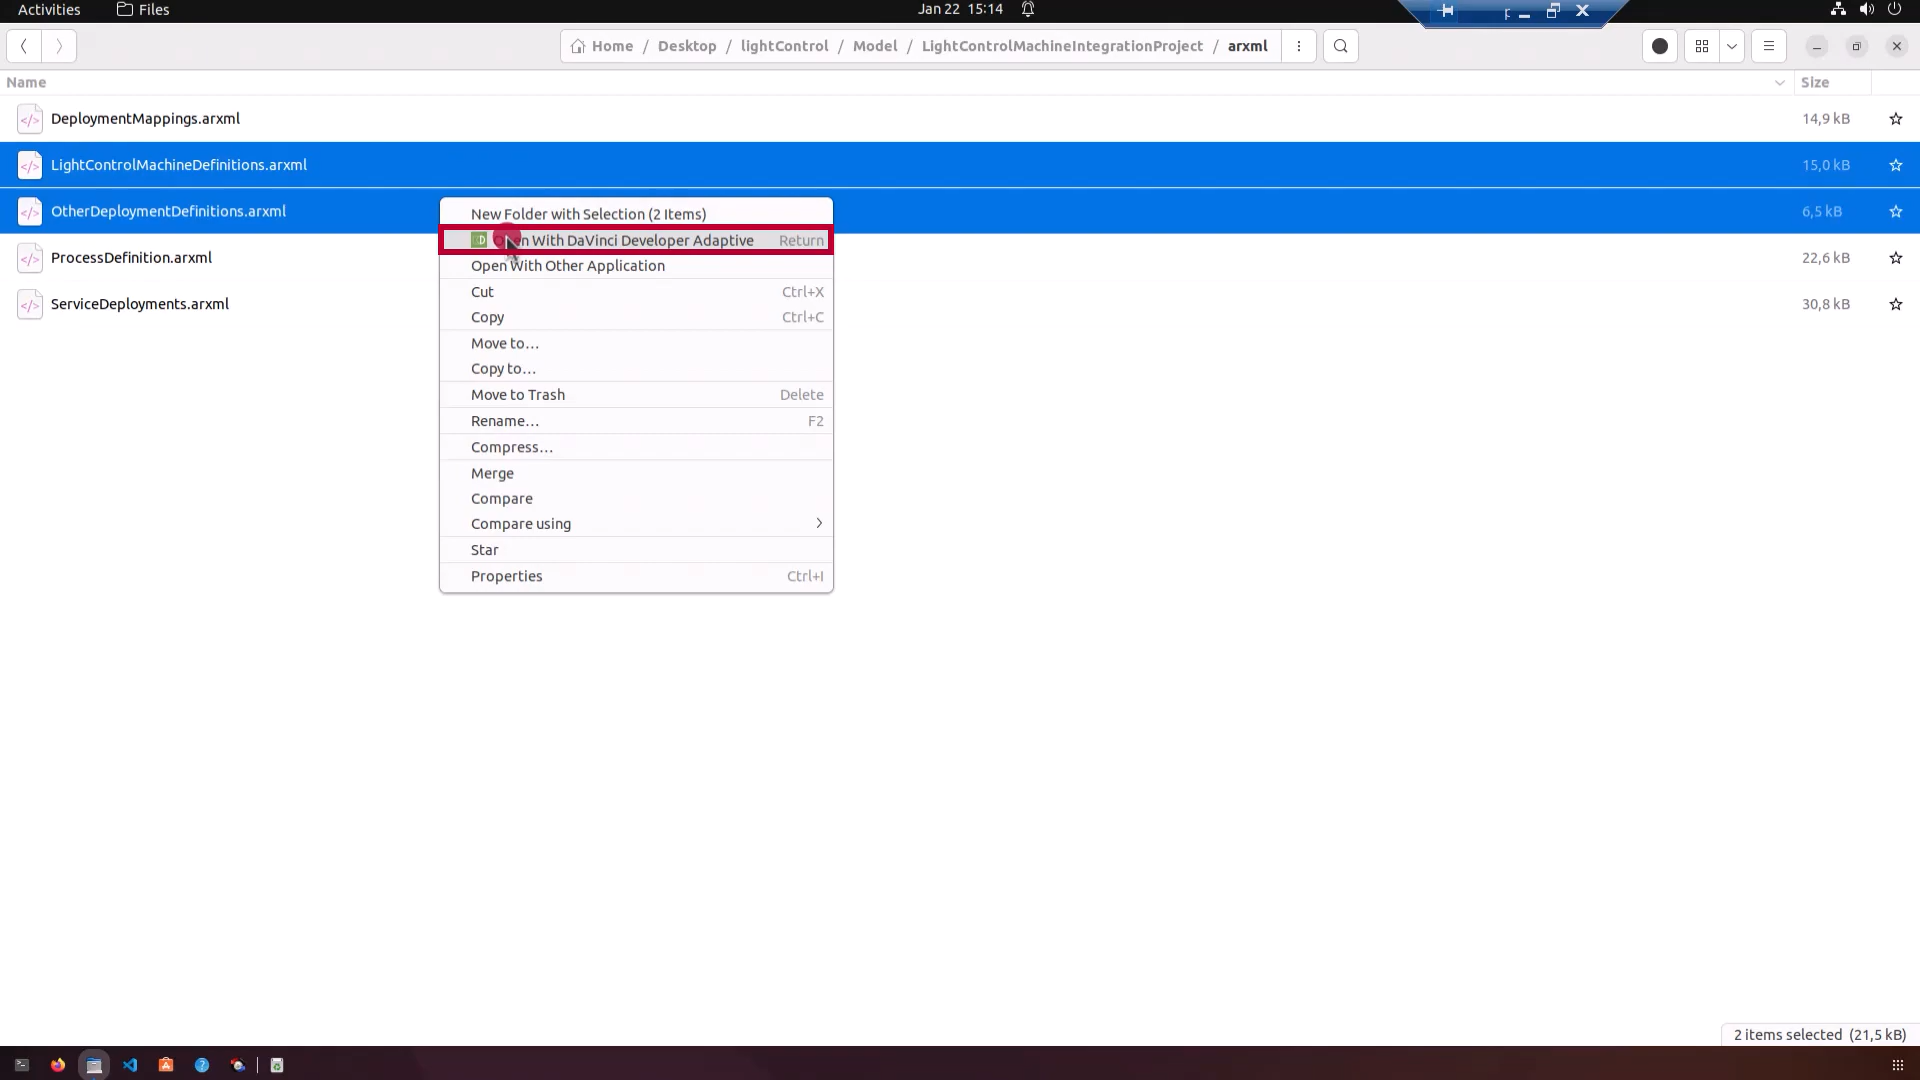 Activities Files Jan 22 15:14
Home / Desktop / lightControl / Model / LightControlMachineIntegrationProject / arxml
Name Size
DeploymentMappings.arxml 14,9 kB
LightControlMachineDefinitions.arxml 15,0 kB
OtherDeploymentDefinitions.arxml 6,5 kB
ProcessDefinition.arxml 22,6 kB
ServiceDeployments.arxml 30,8 kB
New Folder with Selection (2 Items)
With DaVinci Developer Adaptive Return
Open With Other Application
Cut Ctrl+X
Copy Ctrl+C
Move to…
Copy to…
Move to Trash Delete
Rename… F2
Compress…
Merge
Compare
Compare using
Star
Properties Ctrl+I
2 items selected (21,5 kB)